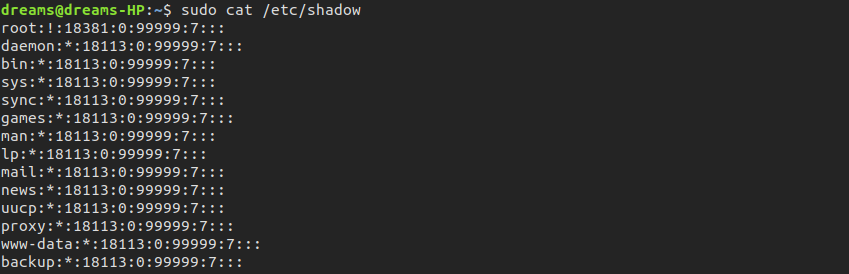 dreams@dreams-HP:~$ sudo cat /etc/shadow
root:!:18381:0:99999:7:::
daemon:*:18113:0:99999:7:::
bin:*:18113:0:99999:7:::
sys:*:18113:0:99999:7:::
sync:*:18113:0:99999:7:::
games:*:18113:0:99999:7:::
man:*:18113:0:99999:7:::
lp:*:18113:0:99999:7:::
mail:*:18113:0:99999:7:::
news:*:18113:0:99999:7:::
uucp:*:18113:0:99999:7:::
proxy:*:18113:0:99999:7:::
www-data:*:18113:0:99999:7:::
backup:*:18113:0:99999:7:::